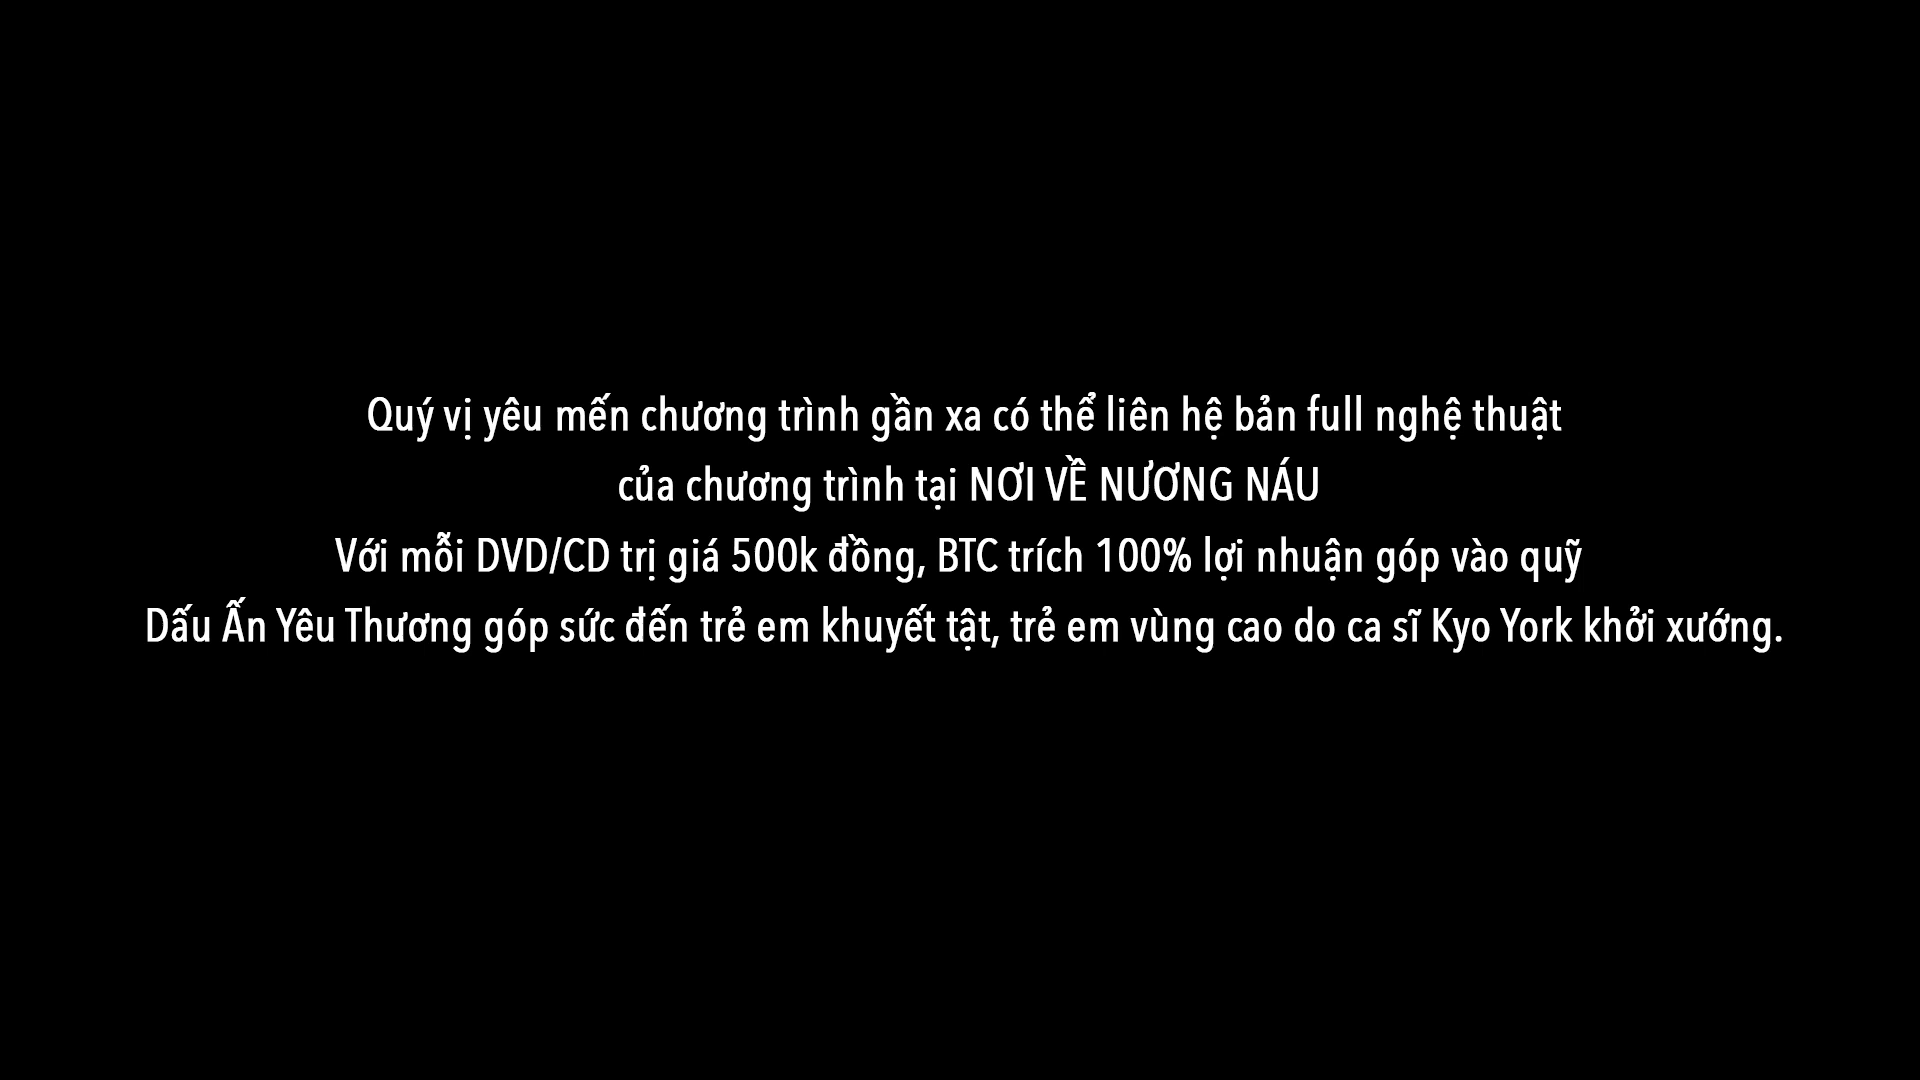 Quý vị yêu mến chương trình gần xa có thể liên hệ bản full nghệ thuật
của chương trình tại NƠI VỀ NƯƠNG NÁU
Với mỗi DVD/CD trị giá 500k đồng, BTC trích 100% lợi nhuận góp vào quỹ
Dấu Ấn Yêu Thương góp sức đến trẻ em khuyết tật, trẻ em vùng cao do ca sĩ Kyo York khởi xướng.